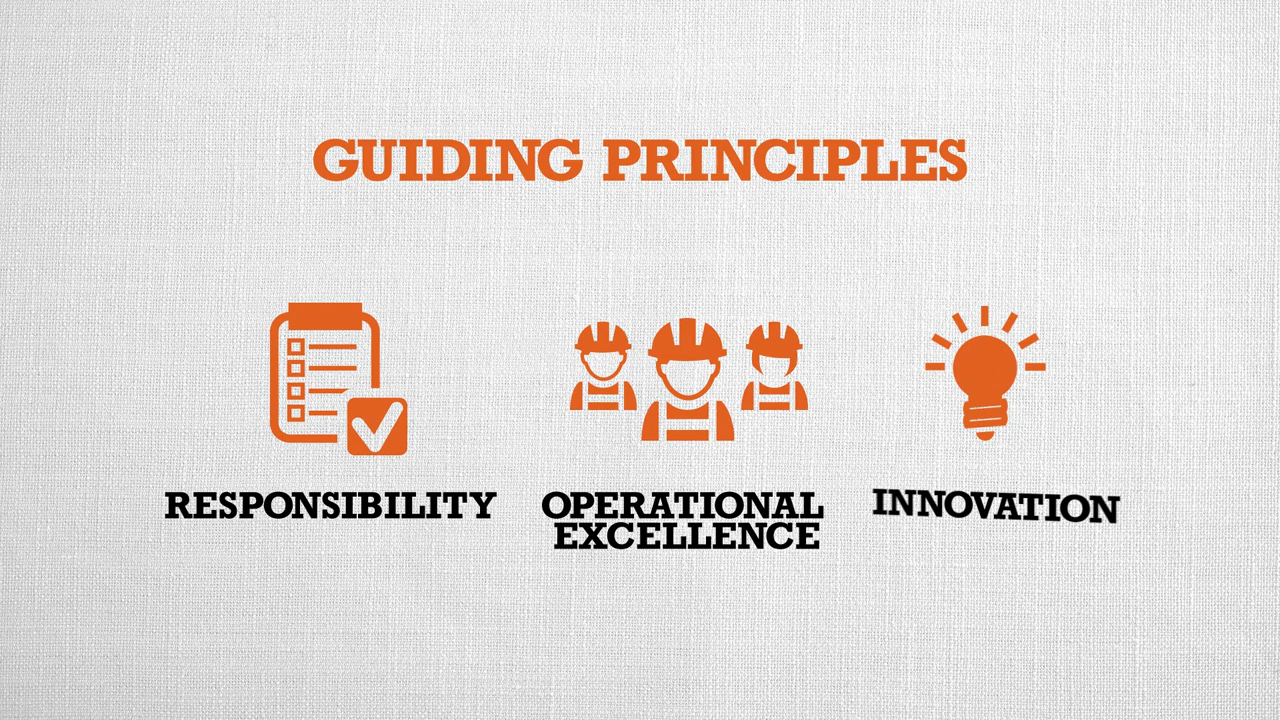 GUIDING PRINCIPLES
RESPONSIBILITY
OPERATIONAL
EXCELLENCE
INNOVATION